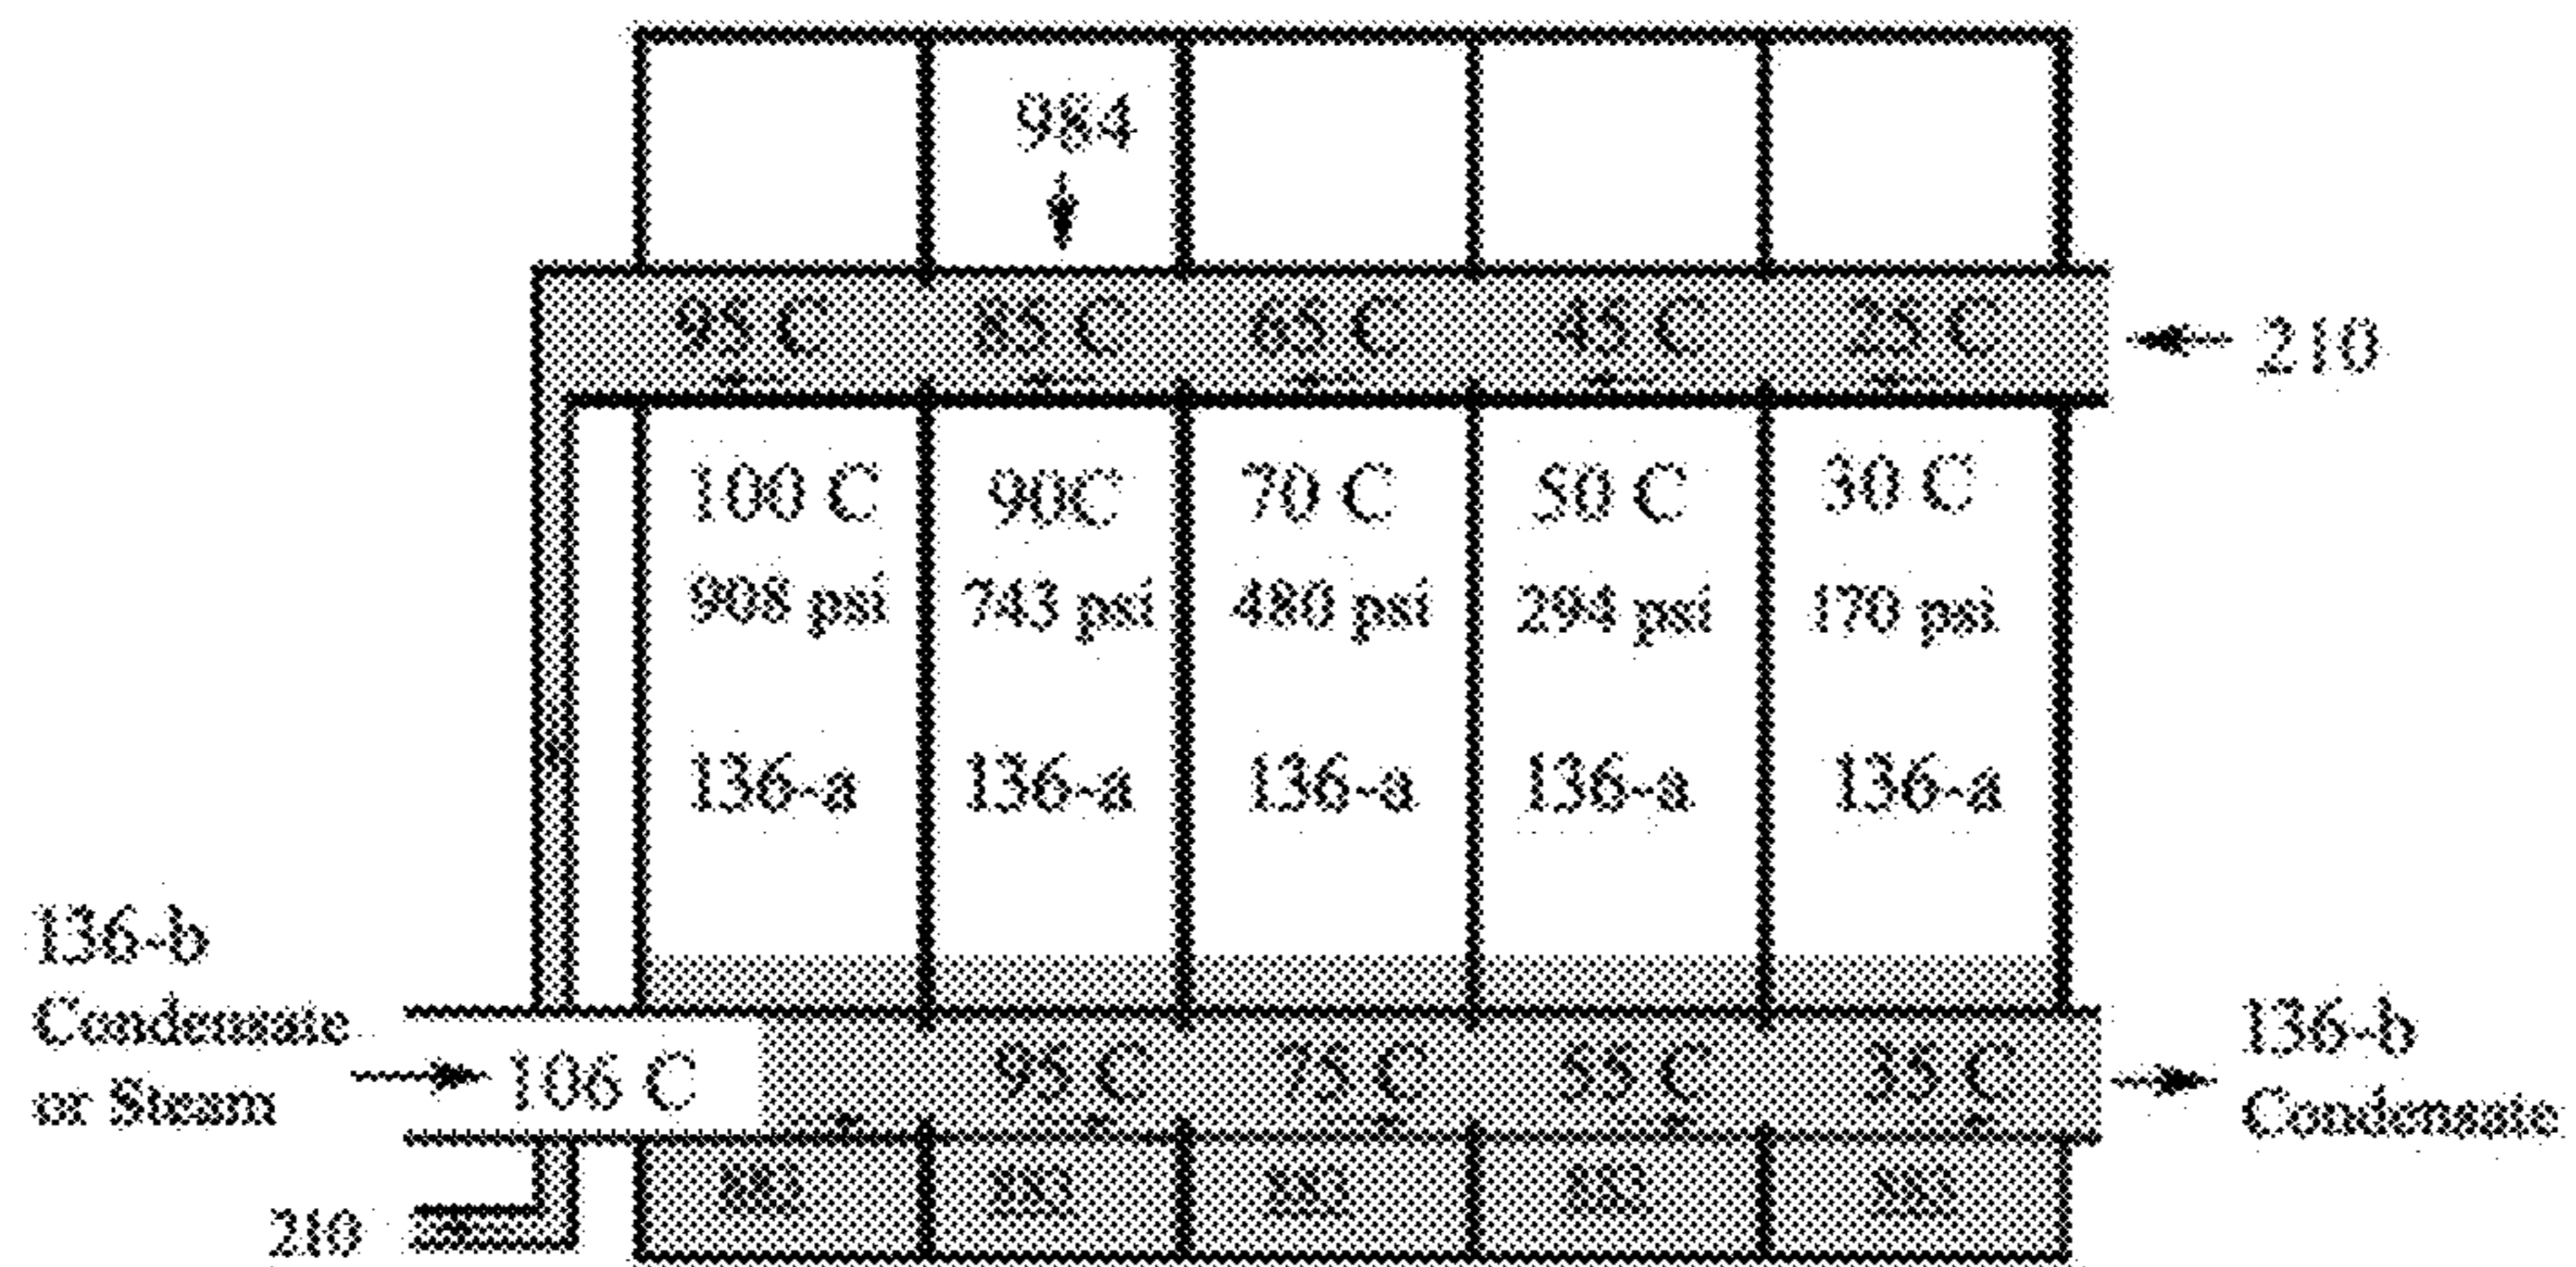 984
95 C 85 C 65 C 45 C 25 C
210
100 C 90C 70 C 50 C 30 C
908 psi 743 psi 480 psi 294 psi 170 psi
136-a 136-a 136-a 136-a 136-a
136-b
Condensate
or Steam
106 C 95 C 75 C 55 C 35 C
136-b
Condensate
210